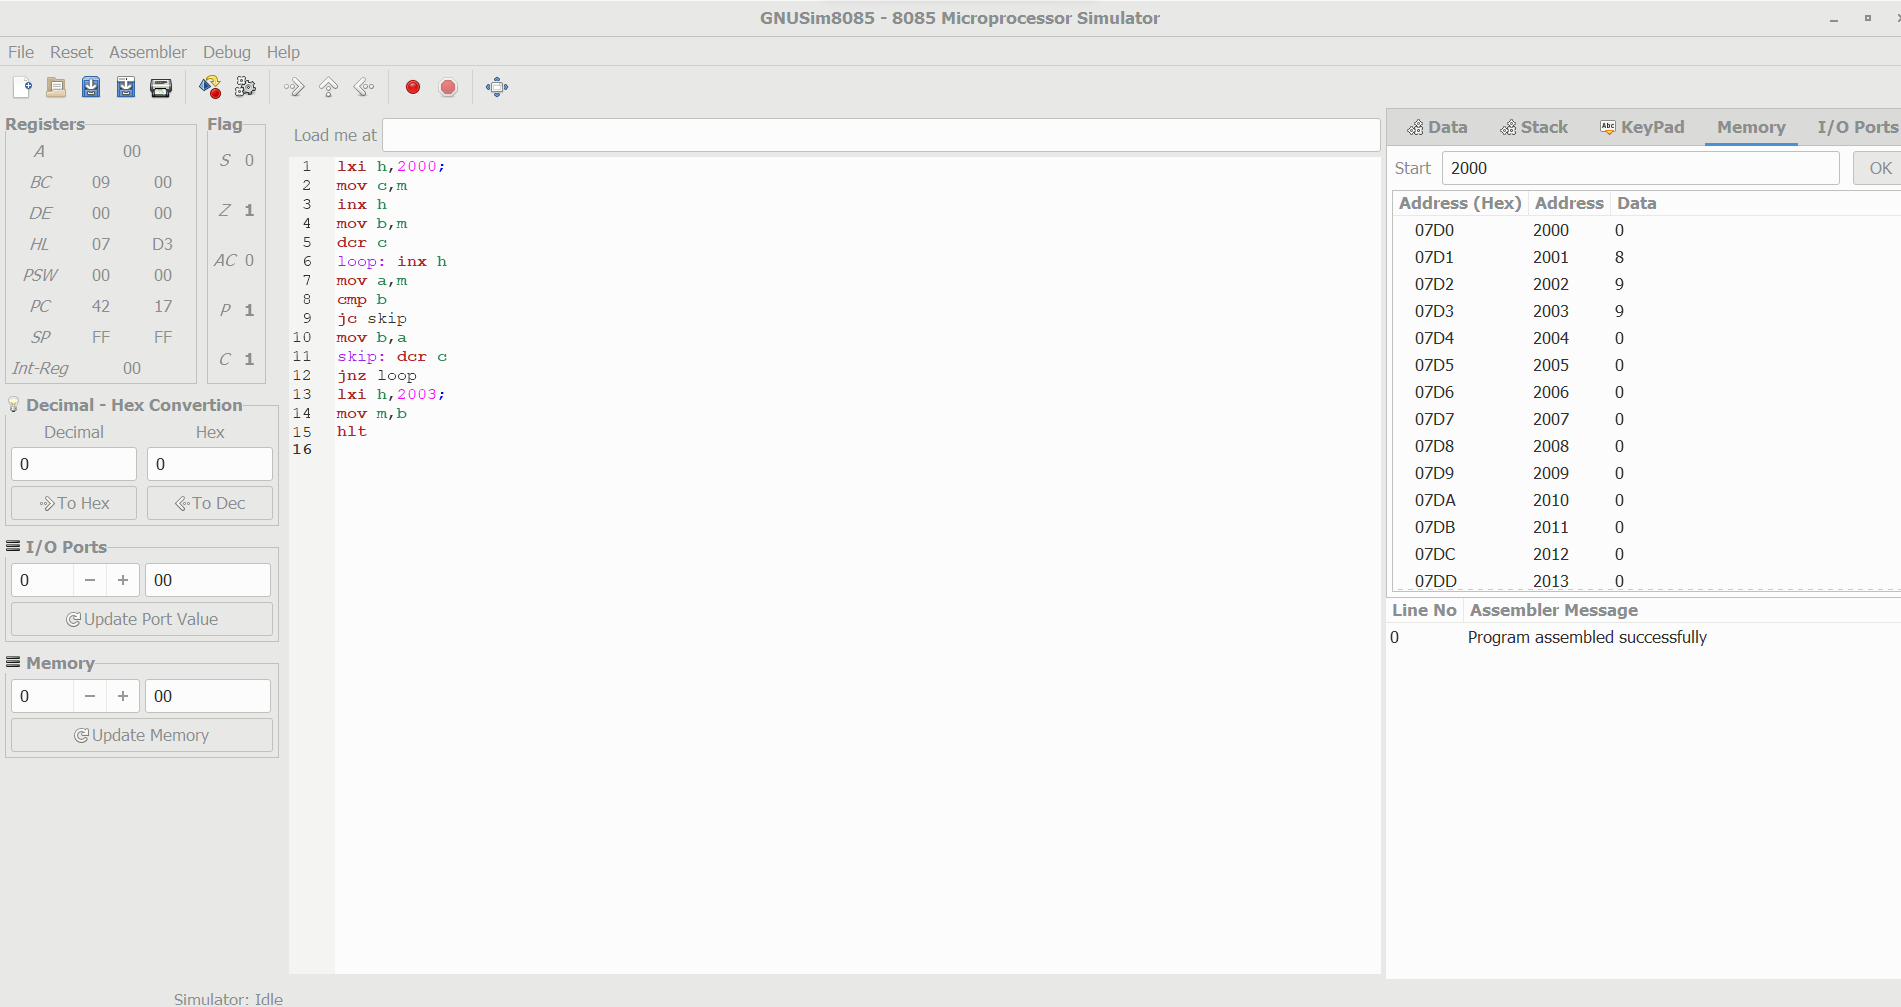 GNUSim8085 - 8085 Microprocessor Simulator
File Reset Assembler Debug Help
Registers
A 00
BC 09 00
DE 00 00
HL 07 D3
PSW 00 00
PC 42 17
SP FF FF
Int-Reg 00
Flag
S 0
Z 1
AC 0
P 1
C 1
Decimal - Hex Convertion
Decimal Hex
0 0
To Hex To Dec
I/O Ports
0 − + 00
Update Port Value
Memory
0 − + 00
Update Memory
Load me at
1 lxi h,2000;
2 mov c,m
3 inx h
4 mov b,m
5 dcr c
6 loop: inx h
7 mov a,m
8 cmp b
9 jc skip
10 mov b,a
11 skip: dcr c
12 jnz loop
13 lxi h,2003;
14 mov m,b
15 hlt
16
Data Stack Abc KeyPad Memory I/O Ports
Start 2000 OK
Address (Hex) Address Data
07D0 2000 0
07D1 2001 8
07D2 2002 9
07D3 2003 9
07D4 2004 0
07D5 2005 0
07D6 2006 0
07D7 2007 0
07D8 2008 0
07D9 2009 0
07DA 2010 0
07DB 2011 0
07DC 2012 0
07DD 2013 0
Line No Assembler Message
0 Program assembled successfully
Simulator: Idle